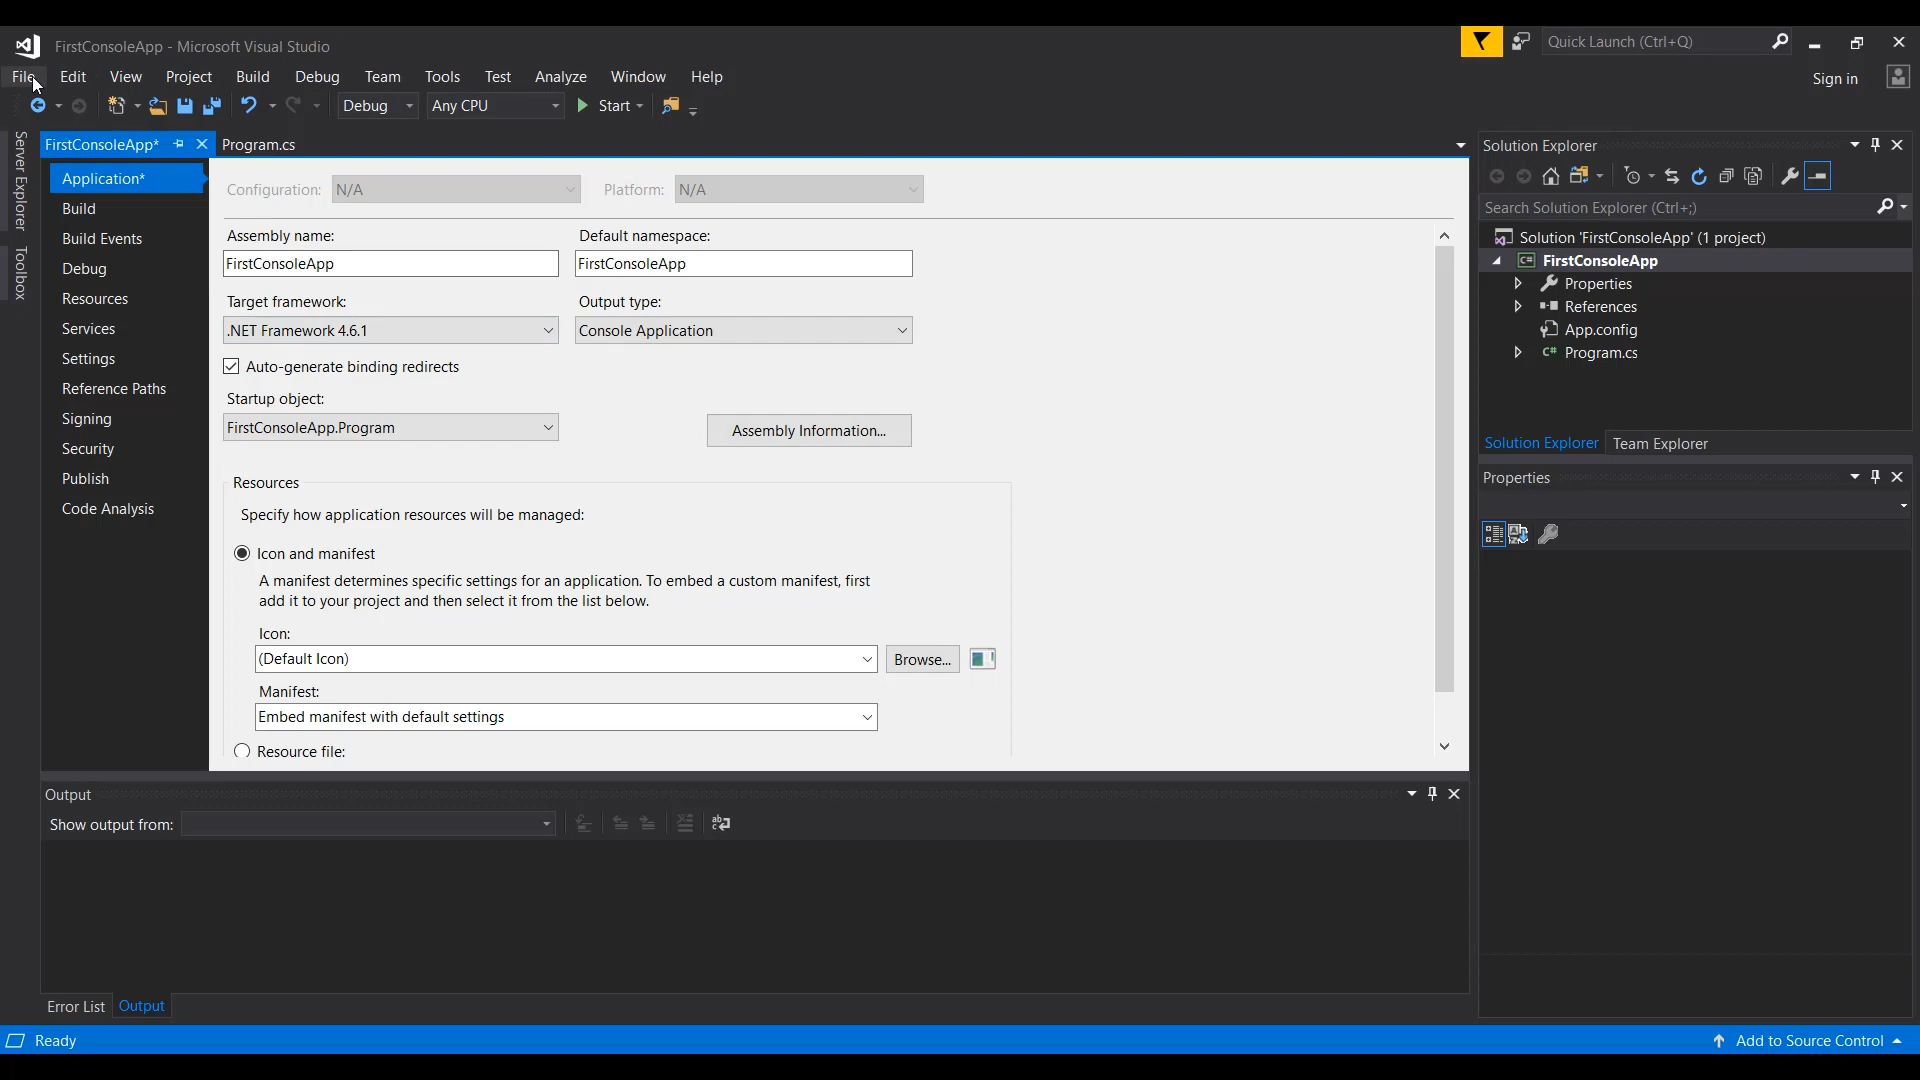 FirstConsoleApp - Microsoft Visual Studio
Quick Launch (Ctrl+Q)
File Edit View Project Build Debug Team Tools Test Analyze Window Help
Sign in
Debug Any CPU Start
Server Explorer
Toolbox
FirstConsoleApp* Program.cs
Application*
Build
Build Events
Debug
Resources
Services
Settings
Reference Paths
Signing
Security
Publish
Code Analysis
Configuration: N/A Platform: N/A
Assembly name: Default namespace:
FirstConsoleApp FirstConsoleApp
Target framework: Output type:
.NET Framework 4.6.1 Console Application
Auto-generate binding redirects
Startup object:
FirstConsoleApp.Program Assembly Information...
Resources
Specify how application resources will be managed:
Icon and manifest
A manifest determines specific settings for an application. To embed a custom manifest, first
add it to your project and then select it from the list below.
Icon:
(Default Icon) Browse...
Manifest:
Embed manifest with default settings
Resource file:
Output
Show output from:
Error List Output
Solution Explorer
Search Solution Explorer (Ctrl+;)
Solution 'FirstConsoleApp' (1 project)
C# FirstConsoleApp
Properties
References
App.config
C# Program.cs
Solution Explorer Team Explorer
Properties
Ready
Add to Source Control